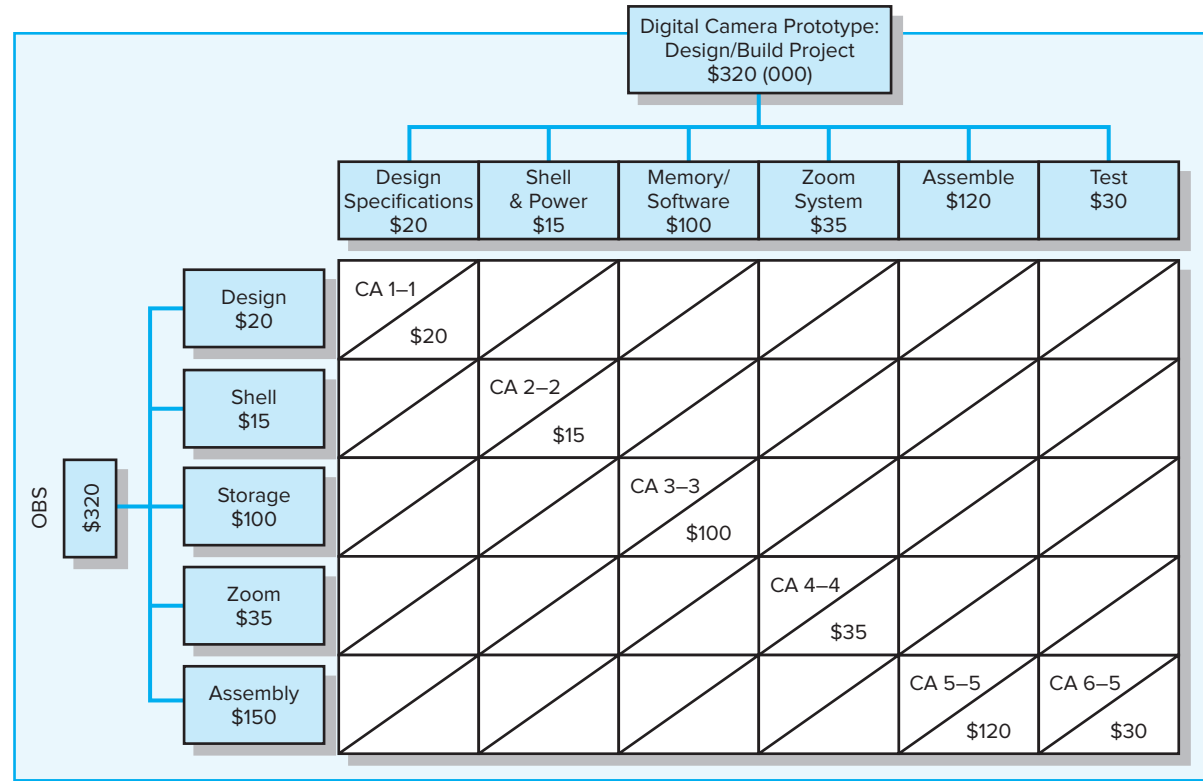 Digital Camera Prototype:
Design/Build Project
$320 (000)
Design
Specifications
$20
Shell
& Power
$15
Memory/
Software
$100
Zoom
System
$35
Assemble
$120
Test
$30
OBS
$320
Design
$20
CA 1–1
$20
Shell
$15
CA 2–2
$15
Storage
$100
CA 3–3
$100
Zoom
$35
CA 4–4
$35
Assembly
$150
CA 5–5
$120
CA 6–5
$30